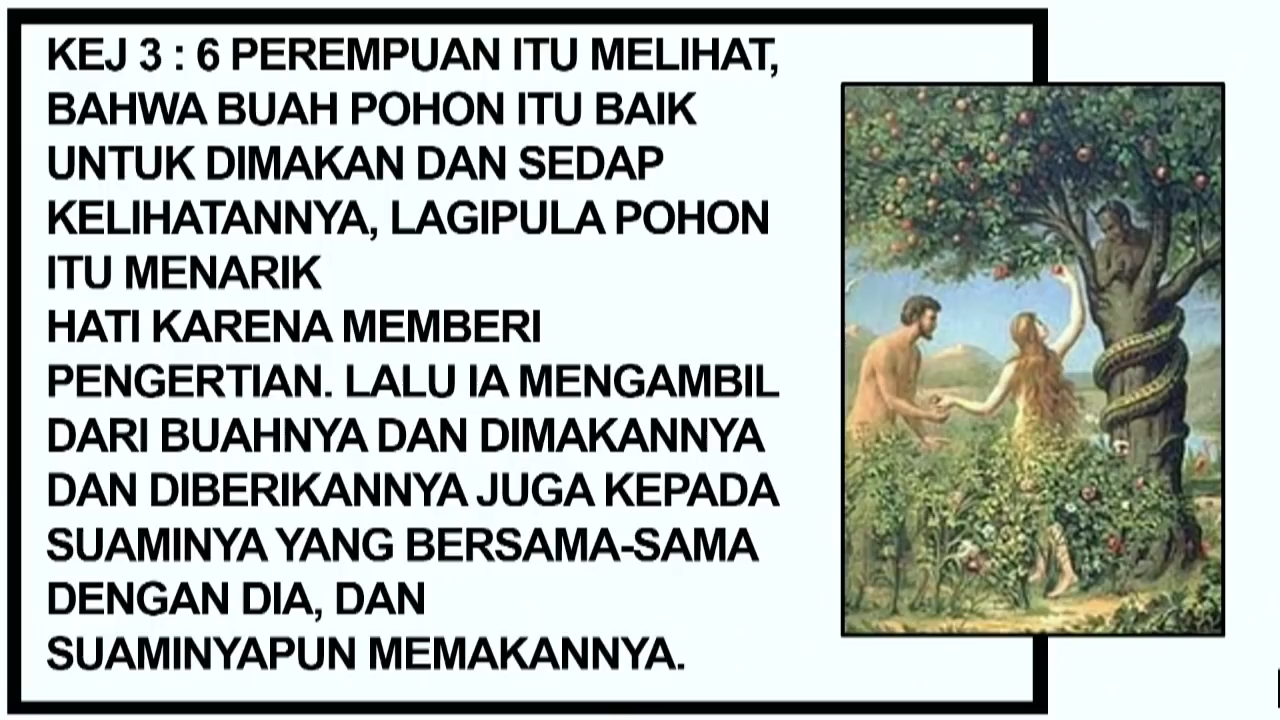 KEJ 3 : 6 PEREMPUAN ITU MELIHAT,
BAHWA BUAH POHON ITU BAIK
UNTUK DIMAKAN DAN SEDAP
KELIHATANNYA, LAGIPULA POHON
ITU MENARIK
HATI KARENA MEMBERI
PENGERTIAN. LALU IA MENGAMBIL
DARI BUAHNYA DAN DIMAKANNYA
DAN DIBERIKANNYA JUGA KEPADA
SUAMINYA YANG BERSAMA-SAMA
DENGAN DIA, DAN
SUAMINYAPUN MEMAKANNYA.